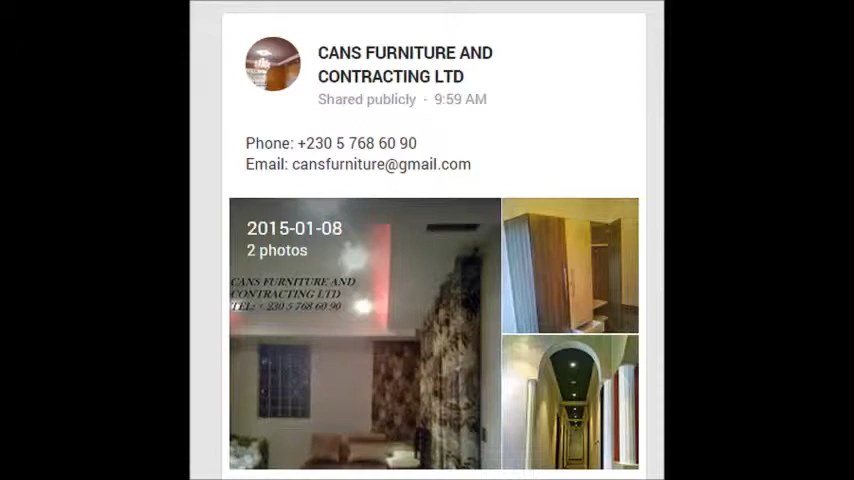 CANS FURNITURE AND
CONTRACTING LTD
Shared publicly - 9:59 AM
Phone: +230 5 768 60 90
Email: cansfurniture@gmail.com
2015-01-08
2 photos
CANS FURNITURE AND
CONTRACTING LTD
TEL: + 230 5 768 60 90